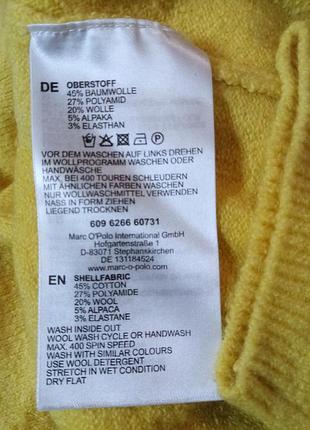 DE OBERSTOFF
45% BAUMWOLLE
27% POLYAMID
20% WOLLE
5% ALPAKA
3% ELASTHAN
VOR DEM WASCHEN AUF LINKS DREHEN
IM WOLLPROGRAMM WASCHEN ODER
HANDWÄSCHE
MAX. BEI 400 TOUREN SCHLEUDERN
MIT ÄHNLICHEN FARBEN WASCHEN
NUR WOLLWASCHMITTEL VERWENDEN
NASS IN FORM ZIEHEN
LIEGEND TROCKNEN
609 6266 60731
Marc O'Polo International GmbH
Hofgartenstraße 1
D-83071 Stephanskirchen
DE 131184524
www.marc-o-polo.com
EN SHELLFABRIC
45% COTTON
27% POLYAMIDE
20% WOOL
5% ALPACA
3% ELASTANE
WASH INSIDE OUT
WOOL WASH CYCLE OR HANDWASH
MAX. 400 SPIN SPEED
WASH WITH SIMILAR COLOURS
USE WOOL DETERGENT
STRETCH IN WET CONDITION
DRY FLAT